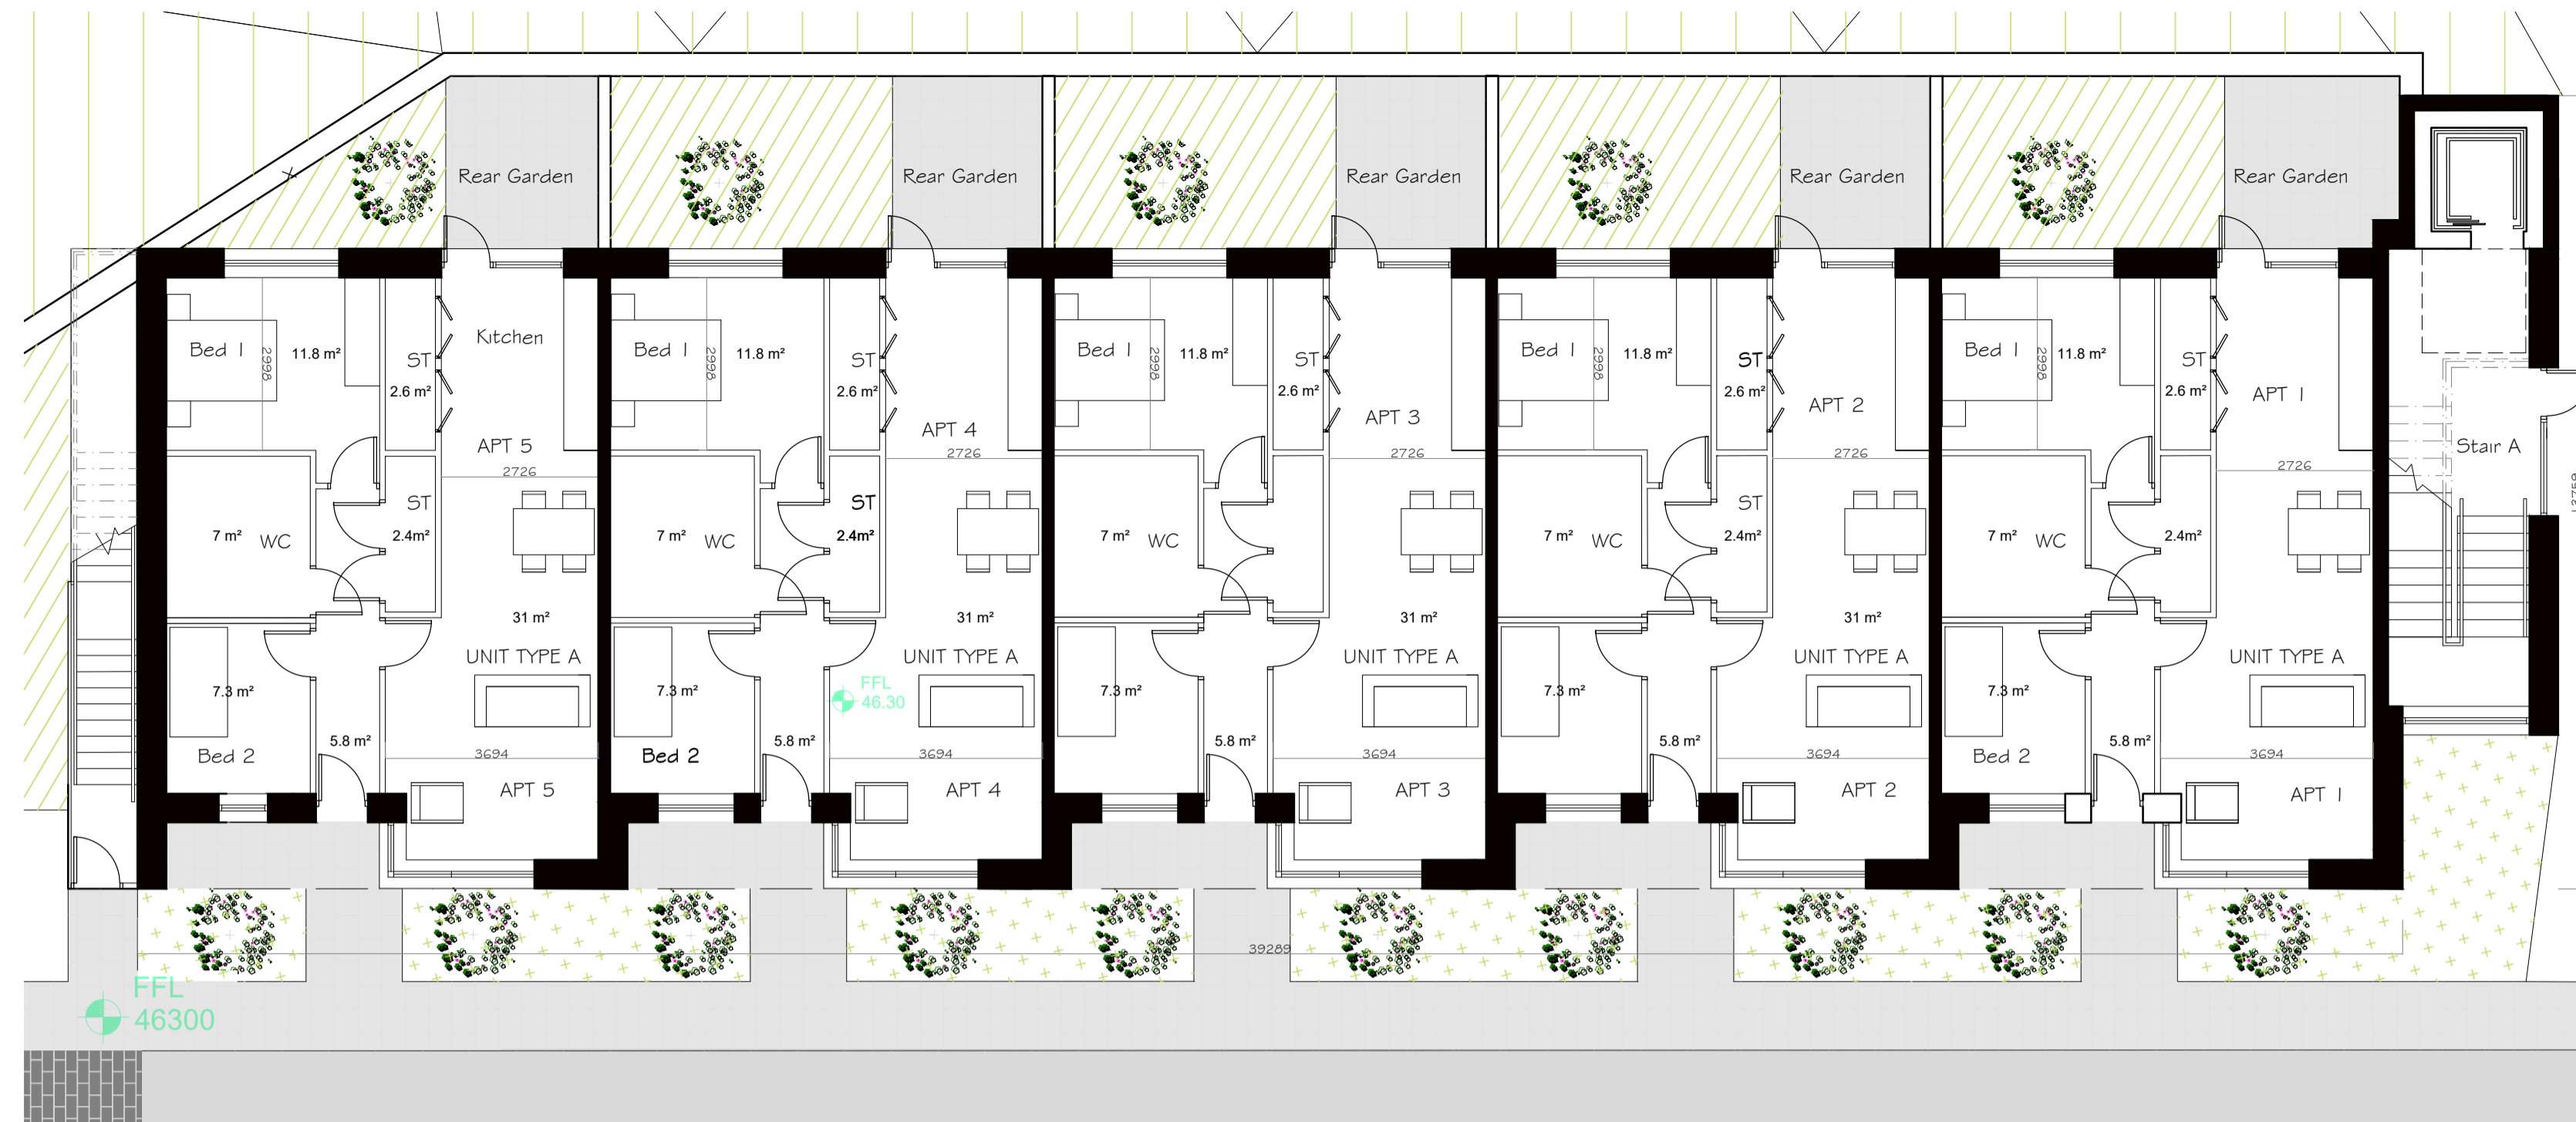 Rear Garden
Rear Garden
Rear Garden
Rear Garden
Rear Garden
Kitchen
Bed 1
2998
11.8 m²
ST
2.6 m²
APT 5
2726
ST
2.4m²
7 m²
WC
31 m²
UNIT TYPE A
7.3 m²
5.8 m²
Bed 2
3694
APT 5
Bed 1
2998
11.8 m²
ST
2.6 m²
APT 4
2726
ST
2.4m²
7 m²
WC
31 m²
UNIT TYPE A
FFL
46.30
7.3 m²
5.8 m²
Bed 2
3694
APT 4
Bed 1
2998
11.8 m²
ST
2.6 m²
APT 3
2726
7 m²
WC
31 m²
UNIT TYPE A
7.3 m²
5.8 m²
3694
APT 3
Bed 1
2998
11.8 m²
ST
2.6 m²
APT 2
2726
ST
2.4m²
7 m²
WC
31 m²
UNIT TYPE A
7.3 m²
5.8 m²
3694
APT 2
Bed 1
2998
11.8 m²
ST
2.6 m²
APT 1
2726
2.4m²
7 m²
WC
UNIT TYPE A
7.3 m²
5.8 m²
Bed 2
3694
APT 1
Stair A
39289
FFL
46300